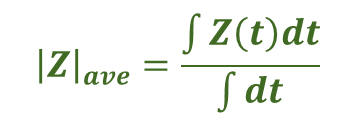 |Z|ave = ∫ Z(t)dt / ∫ dt